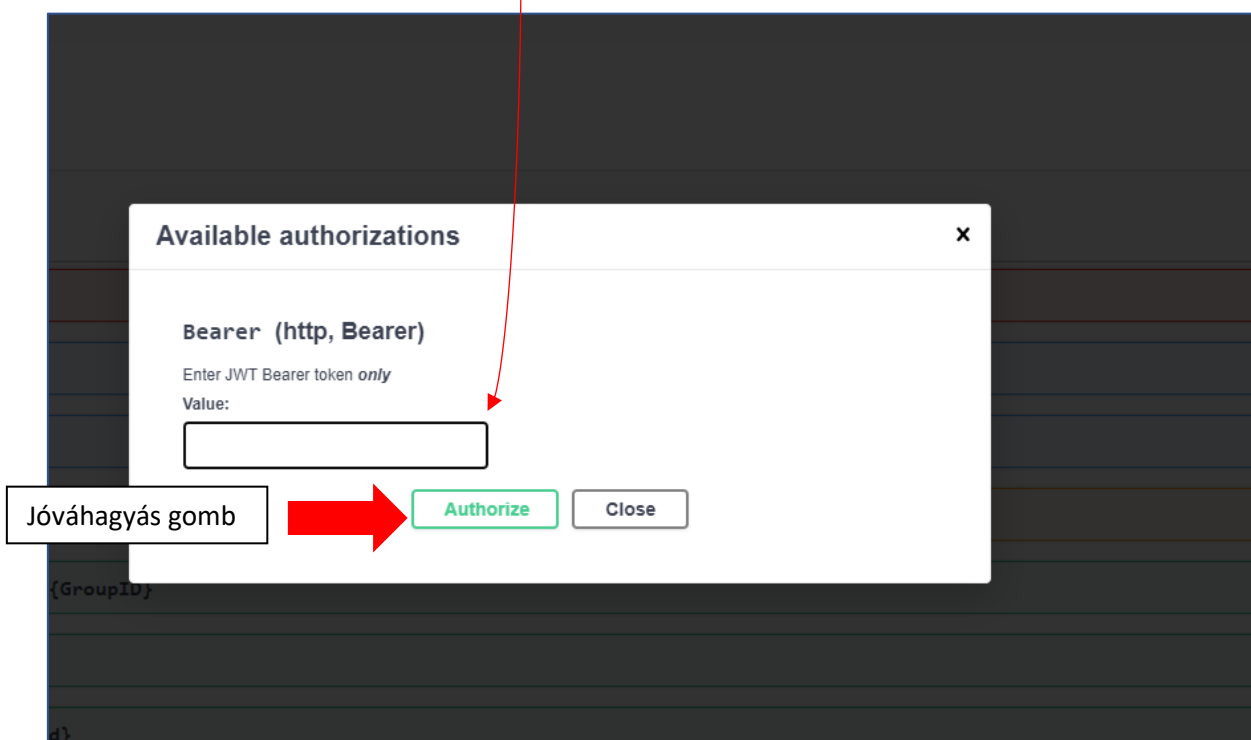 Available authorizations
×
Bearer (http, Bearer)
Enter JWT Bearer token only
Value:
Jóváhagyás gomb
Authorize
Close
{GroupID}
d}